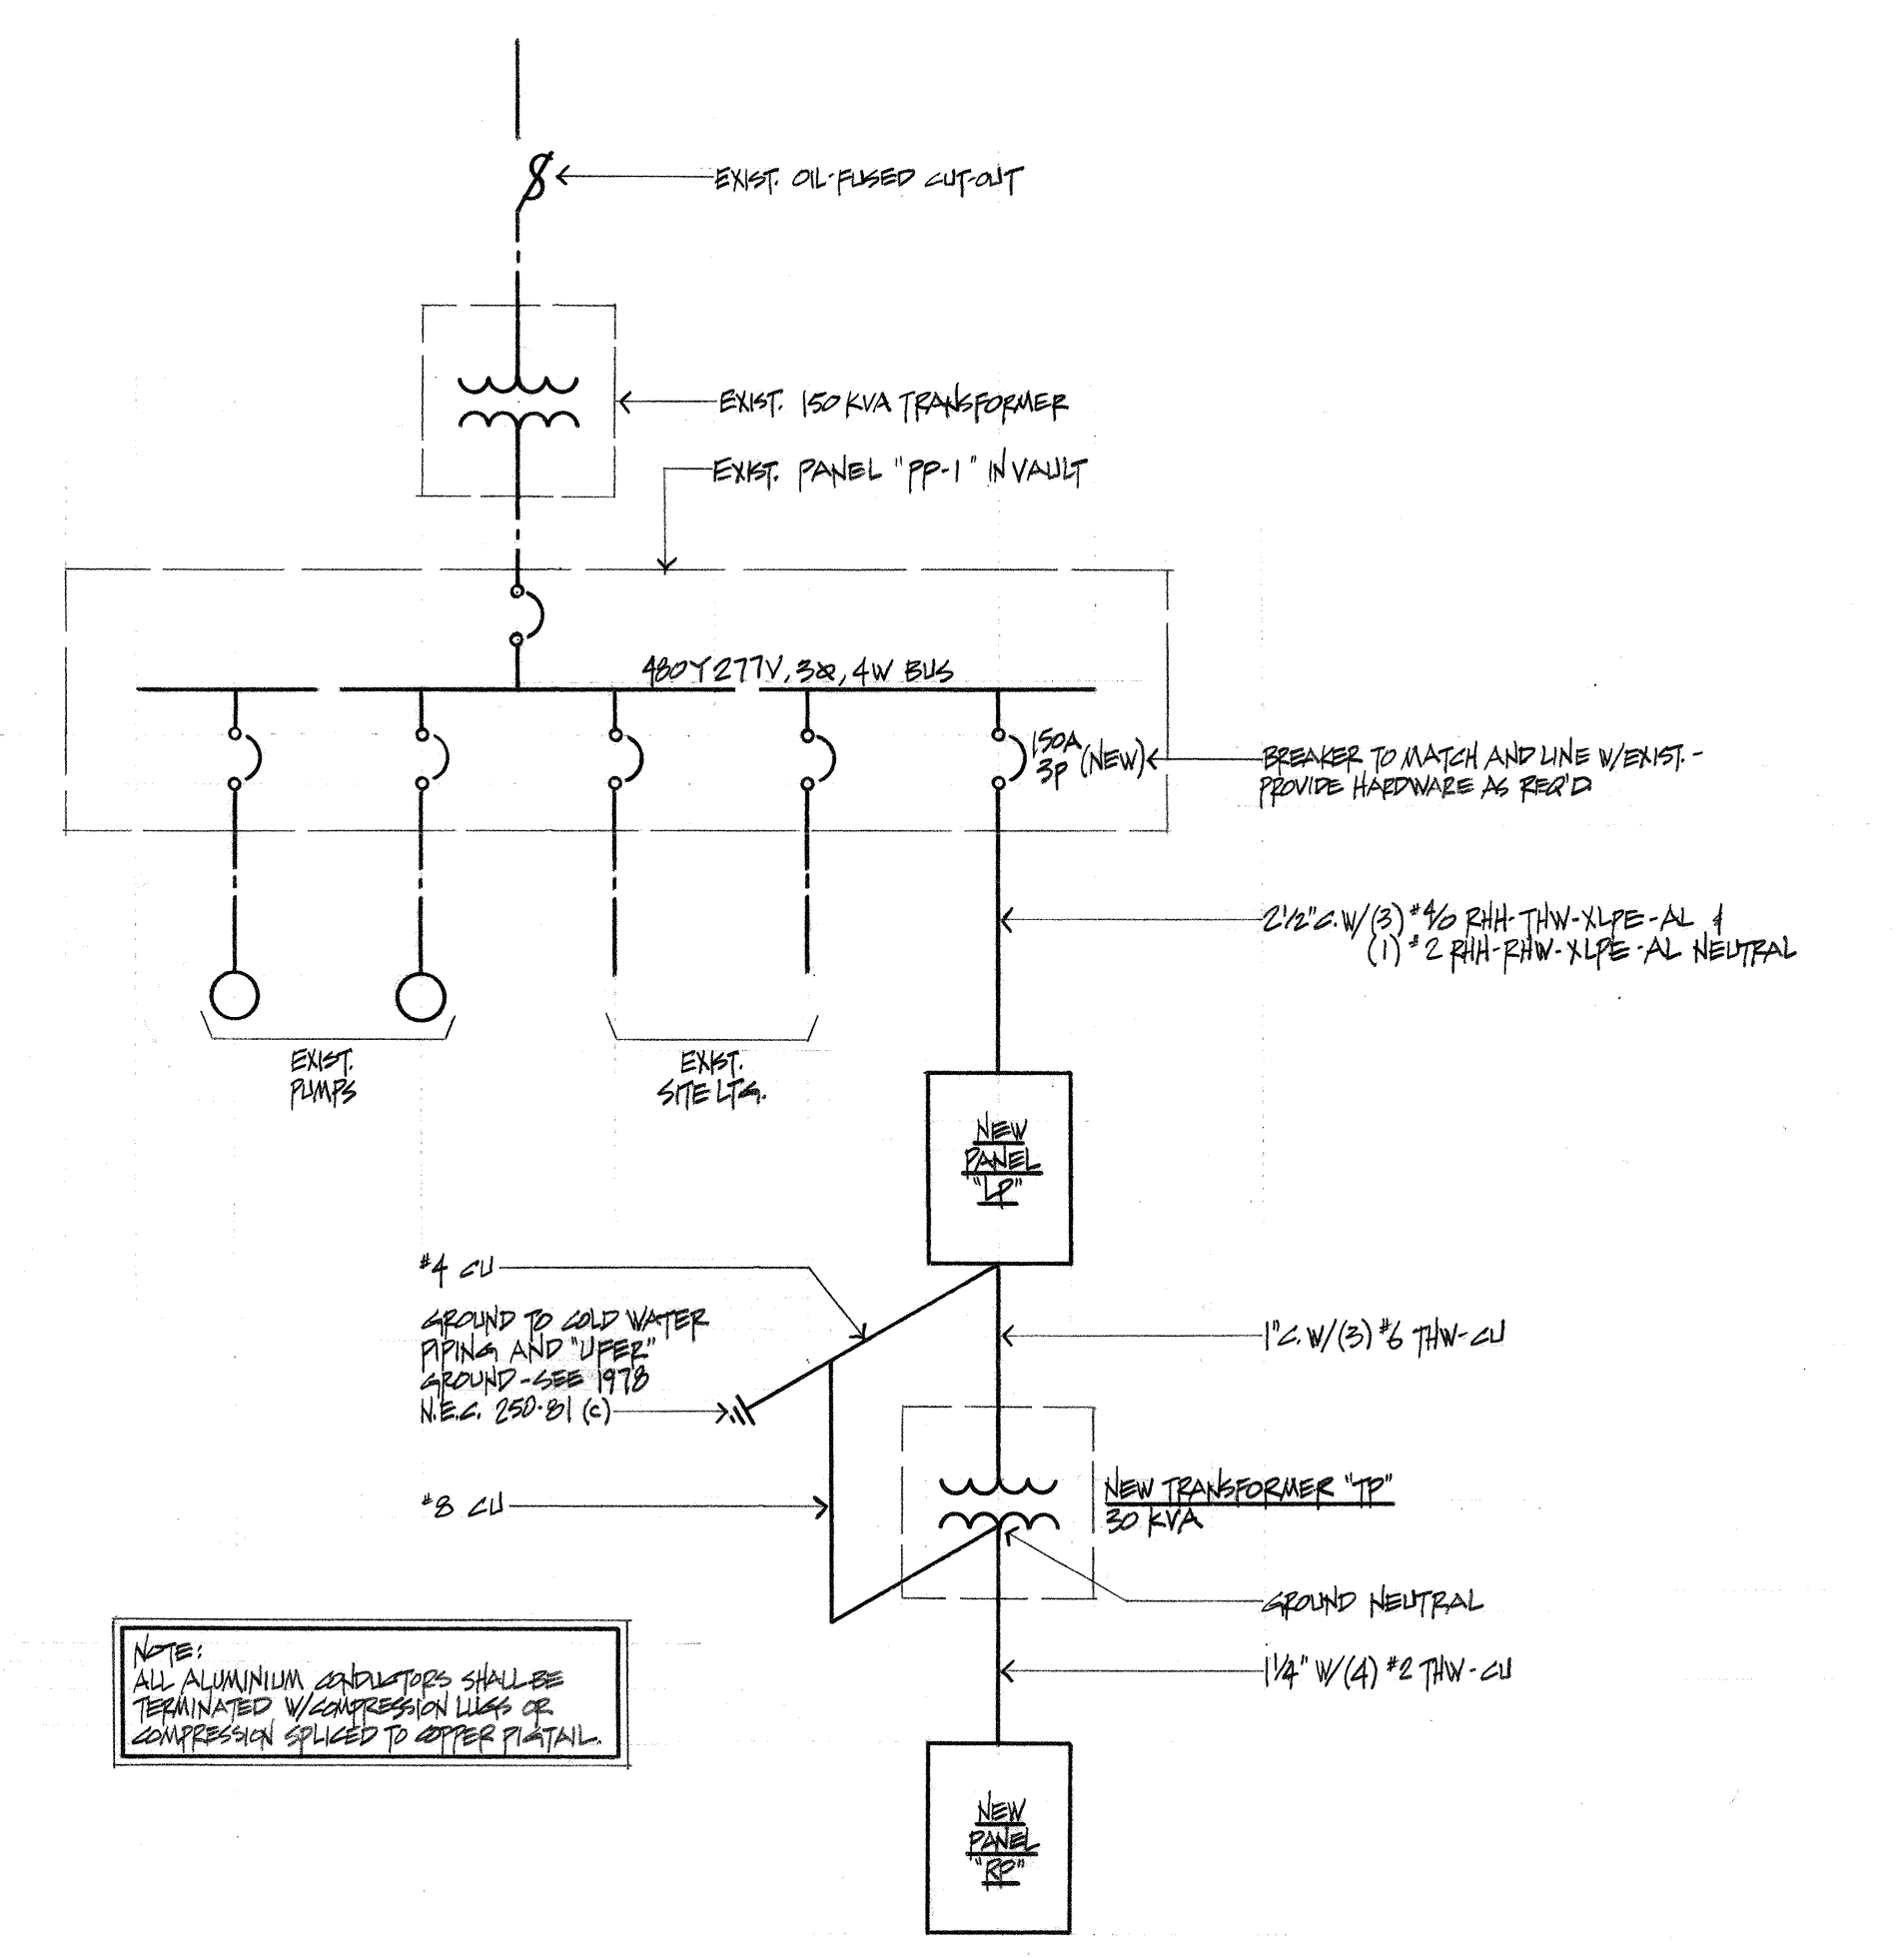 EXIST. OIL-FUSED CUT-OUT
EXIST. 150 KVA TRANSFORMER
EXIST. PANEL "PP-1" IN VAULT
480Y277V, 3Ø, 4W BUS
150A
3P (NEW)
BREAKER TO MATCH AND LINE W/EXIST. -
PROVIDE HARDWARE AS REQ'D
2½"C. W/(3) #4/0 RHH-THW-XLPE-AL &
(1) #2 RHH-RHW-XLPE-AL NEUTRAL
EXIST.
PUMPS
EXIST.
SITE LTG.
NEW
PANEL
"LP"
#4 CU
GROUND TO COLD WATER
PIPING AND "UFER"
GROUND-SEE 1978
N.E.C. 250-81 (c)
1"C. W/(3) #6 THW-CU
#8 CU
NEW TRANSFORMER "TP"
30 KVA
GROUND NEUTRAL
1¼" W/(4) #2 THW-CU
NOTE:
ALL ALUMINIUM CONDUCTORS SHALL BE
TERMINATED W/COMPRESSION LUGS OR
COMPRESSION SPLICED TO COPPER PIGTAIL.
NEW
PANEL
"RP"